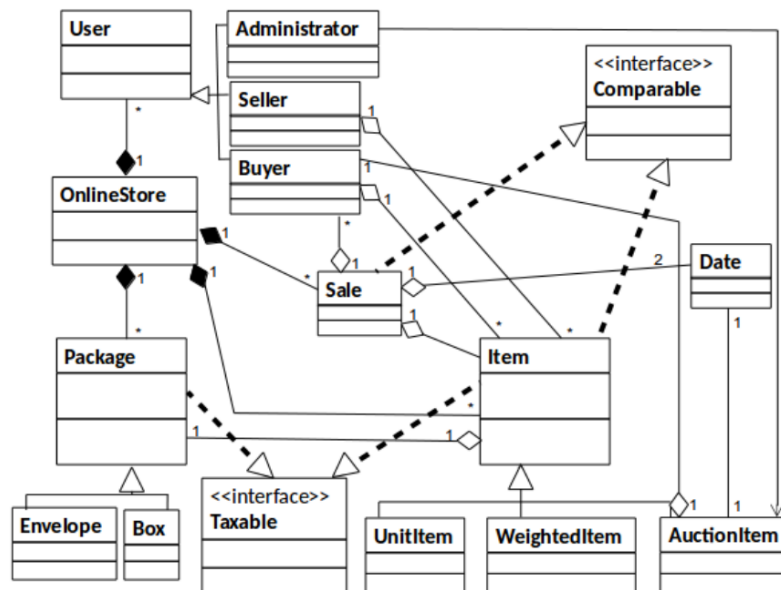 User
Administrator
<<interface>>
Comparable
Seller
1
*
1
Buyer
1
1
OnlineStore
1
*
1
*
1
2
Date
Sale
1
1
1
*
*
*
1
Package
Item
*
1
1
<<interface>>
Taxable
Envelope
Box
UnitItem
WeightedItem
1
1
AuctionItem